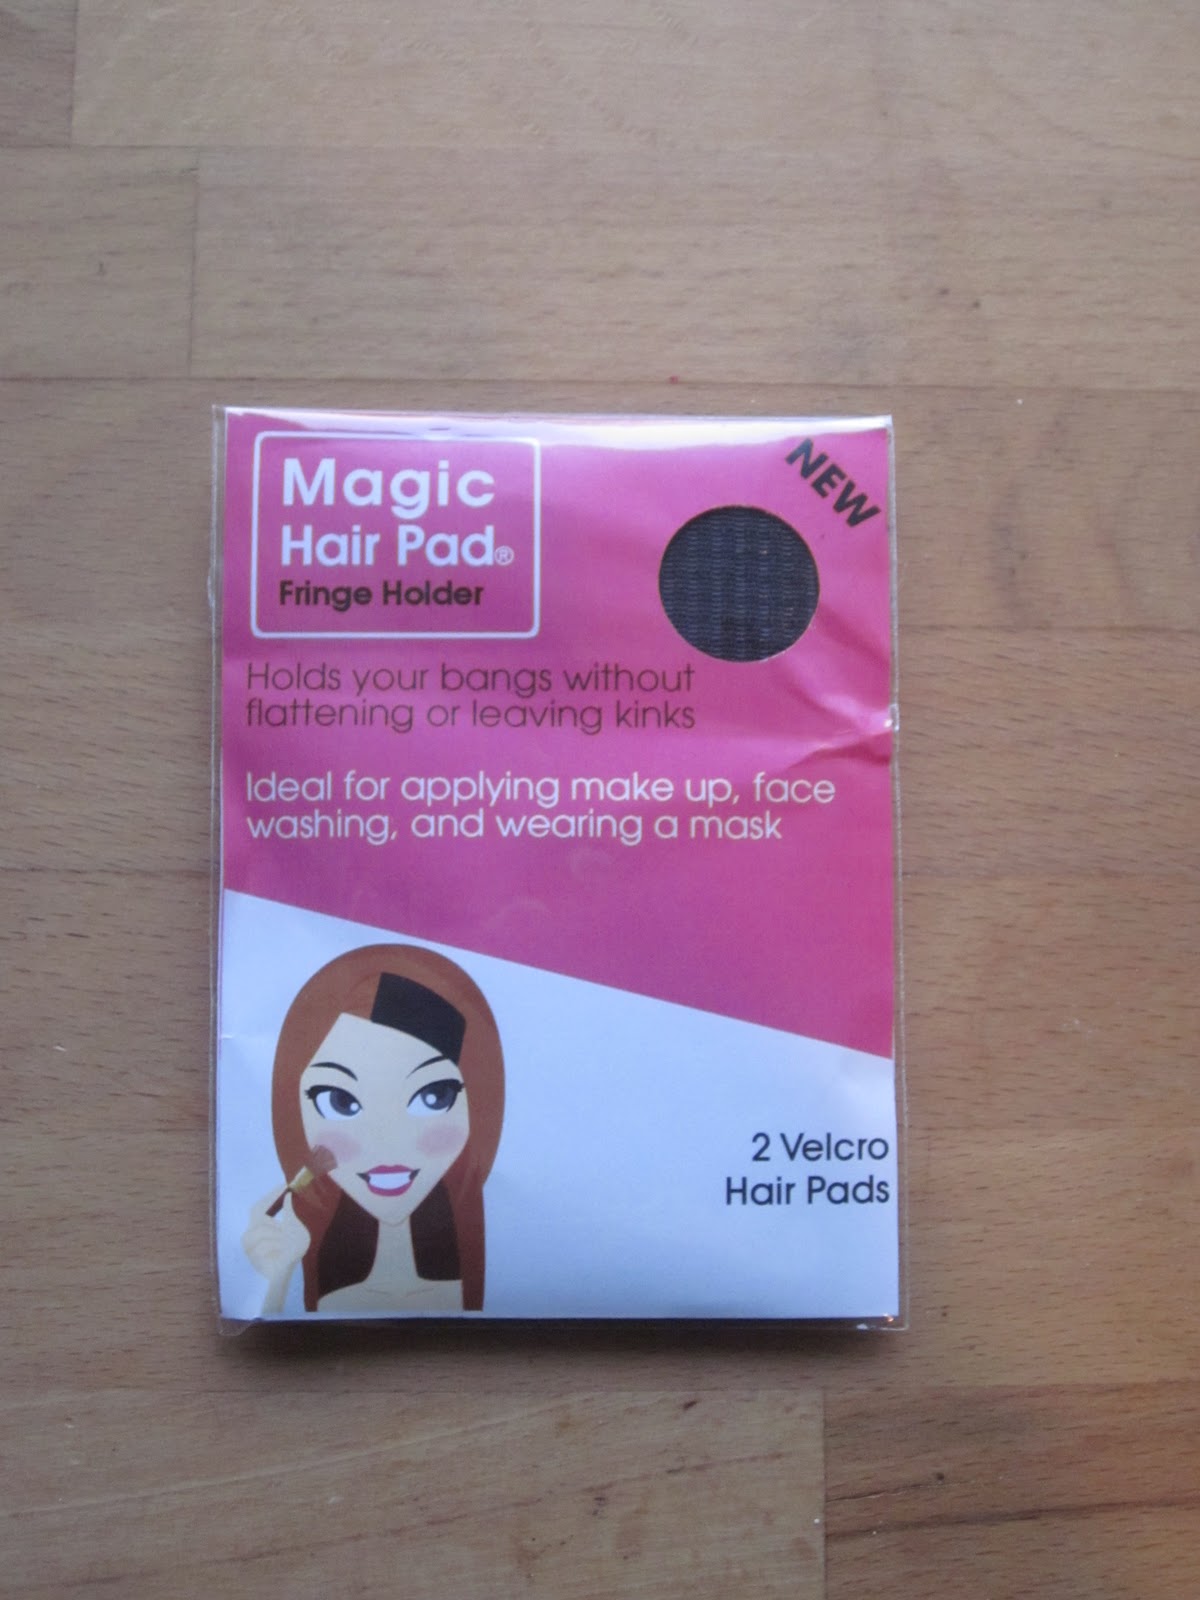 Magic
Hair Pad®
Fringe Holder
NEW
Holds your bangs without
flattening or leaving kinks
Ideal for applying make up, face
washing, and wearing a mask
2 Velcro
Hair Pads